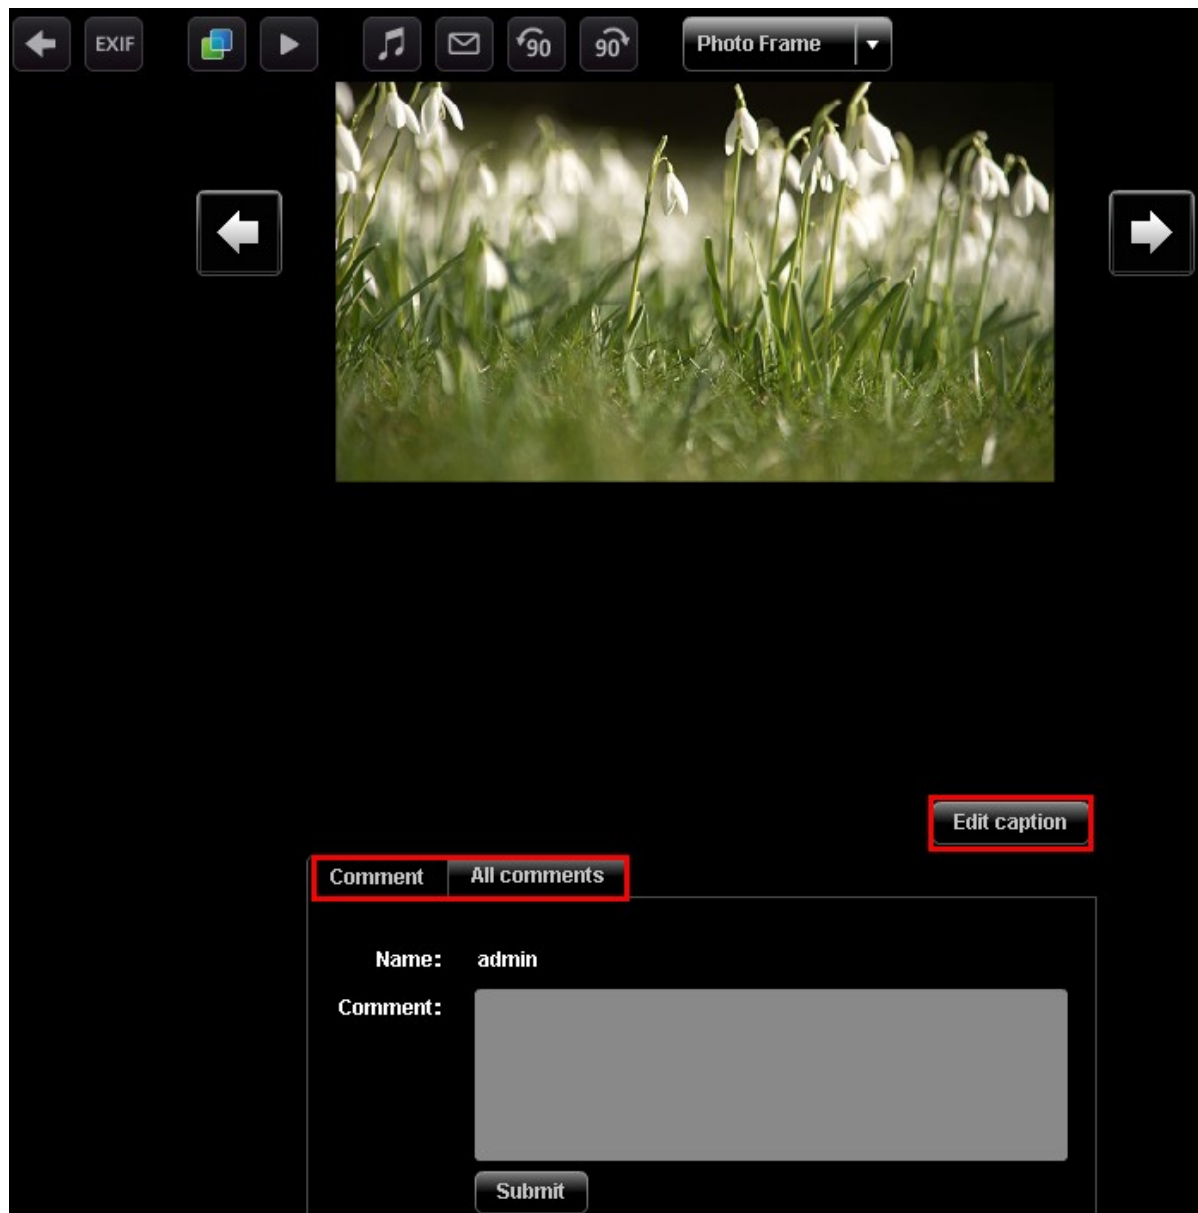 EXIF
90
90
Photo Frame
Edit caption
Comment
All comments
Name: admin
Comment:
Submit